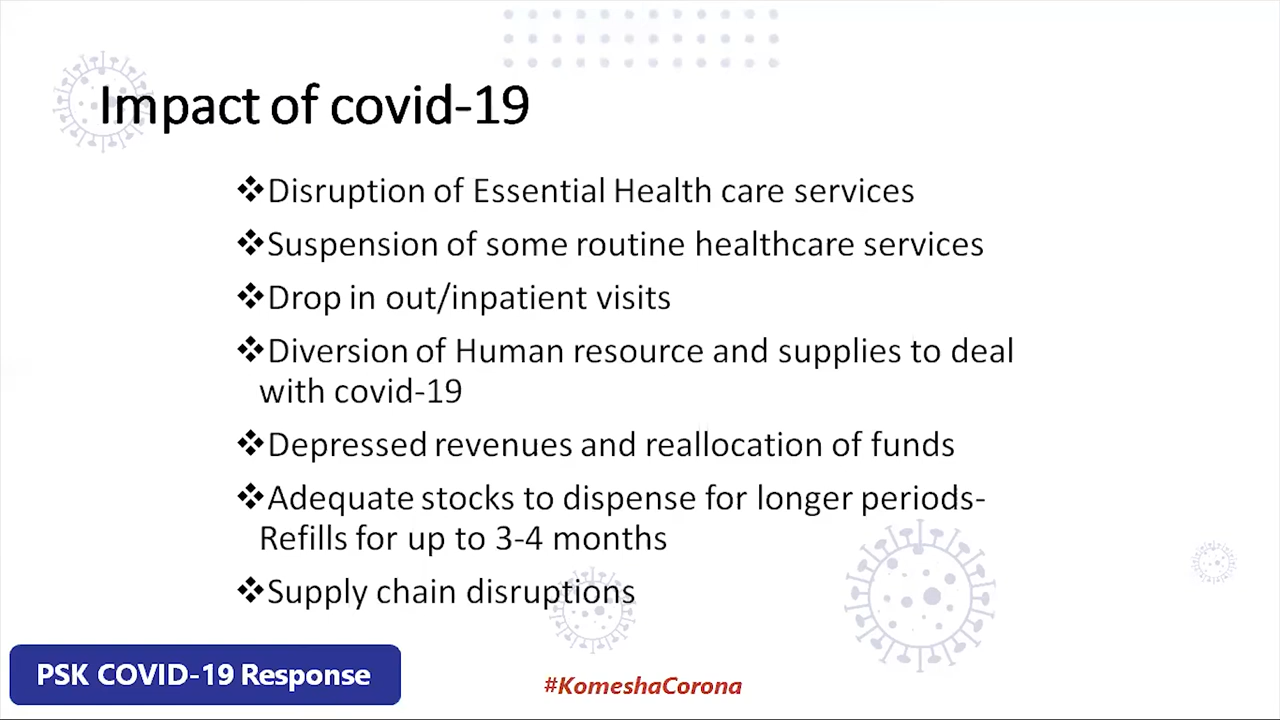 Impact of covid-19
❖Disruption of Essential Health care services
❖Suspension of some routine healthcare services
❖Drop in out/inpatient visits
❖Diversion of Human resource and supplies to deal
with covid-19
❖Depressed revenues and reallocation of funds
❖Adequate stocks to dispense for longer periods-
Refills for up to 3-4 months
❖Supply chain disruptions
PSK COVID-19 Response
#KomeshaCorona